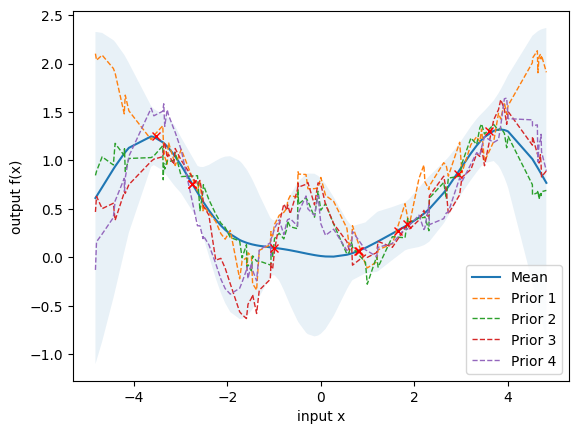 2.5
2.0
1.5
1.0
0.5
0.0
−0.5
−1.0
output f(x)
−4
−2
0
2
4
input x
Mean
Prior 1
Prior 2
Prior 3
Prior 4